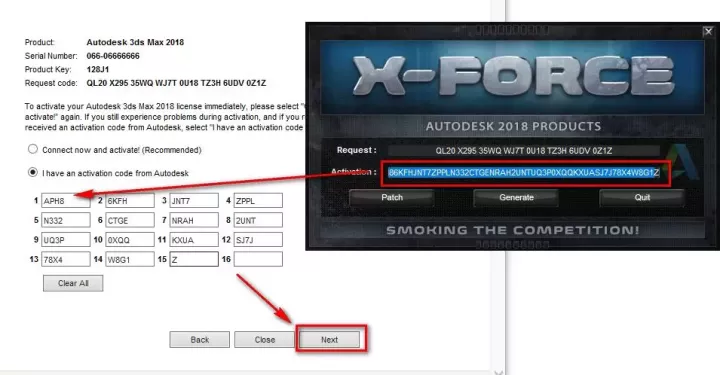 Product: Autodesk 3ds Max 2018
Serial Number: 066-06666666
Product Key: 128J1
Request code: QL20 X295 35WQ WJ7T 0U18 TZ3H 6UDV 0Z1Z
To activate your Autodesk 3ds Max 2018 license immediately, please select "
activate!" again. If you still experience problems during activation, and if you
received an activation code from Autodesk, select "I have an activation code
Connect now and activate! (Recommended)
I have an activation code from Autodesk
1 APH8 2 6KFH 3 JNT7 4 ZPPL
5 N332 6 CTGE 7 NRAH 8 2UNT
9 UQ3P 10 0XQQ 11 KXUA 12 SJ7J
13 78X4 14 W8G1 15 Z 16
Clear All
Back Close Next
X-FORCE
AUTODESK 2018 PRODUCTS
Request : QL20 X295 35WQ WJ7T 0U18 TZ3H 6UDV 0Z1Z
Activation : 86KFHJNT7ZPPLN332CTGENRAH2UNTUQ3P0XQQKXUASJ7J78X4W8G1Z
Patch Generate Quit
SMOKING THE COMPETITION!